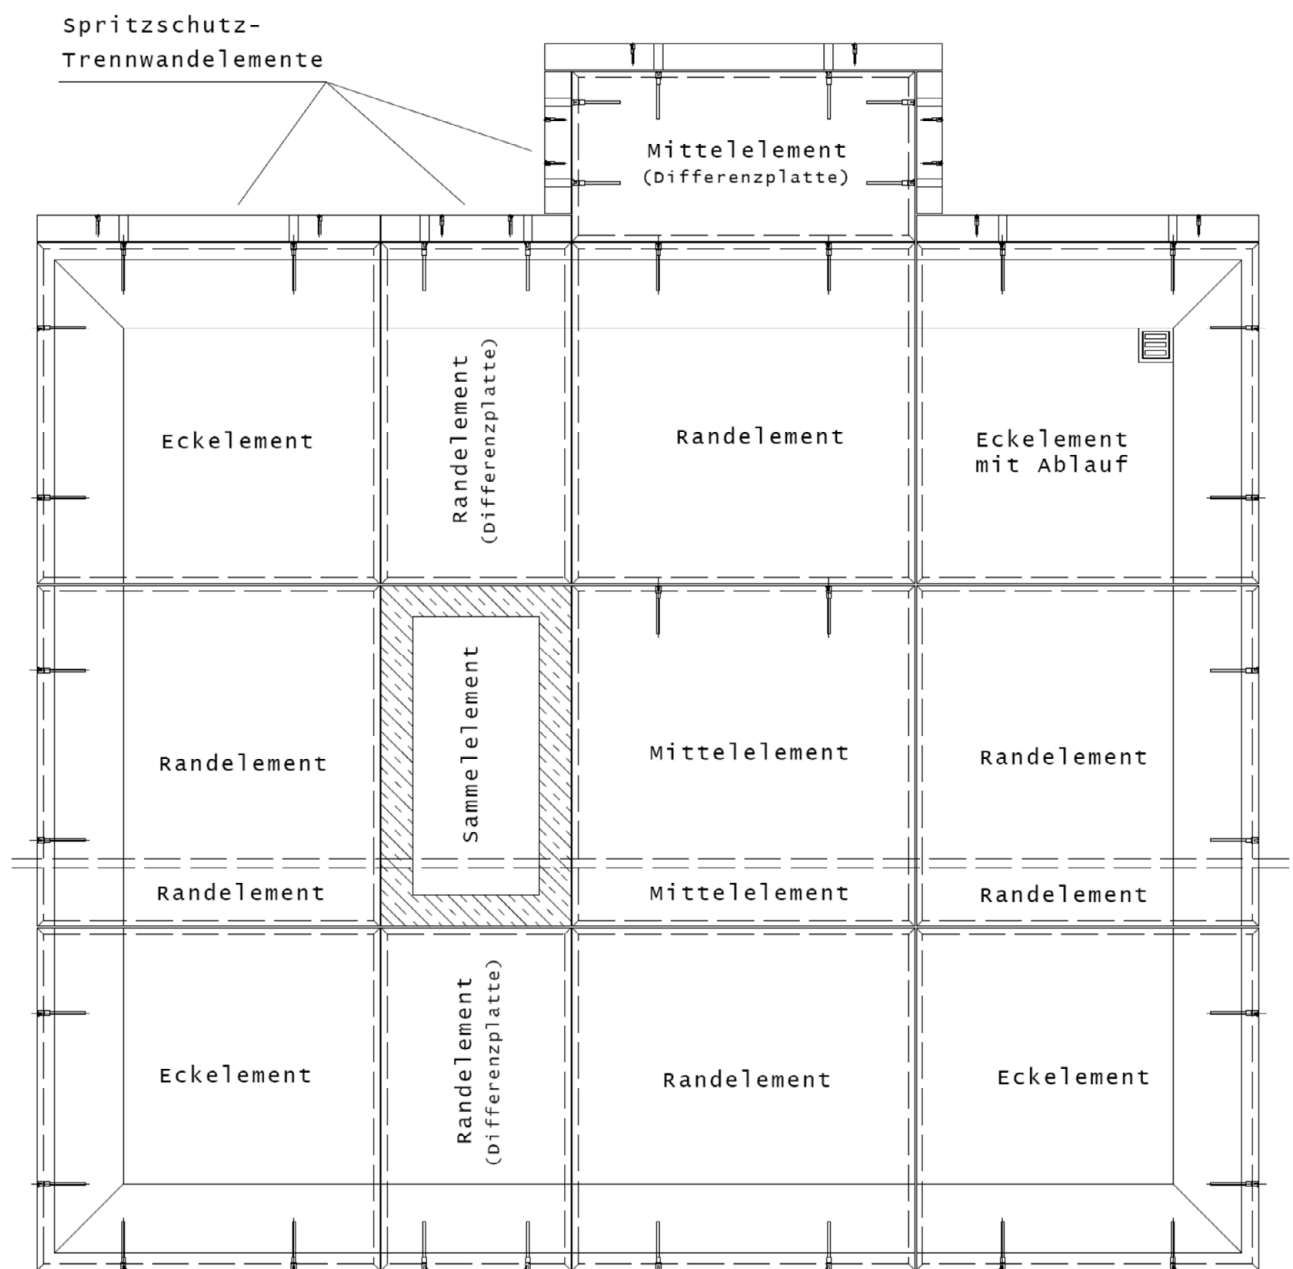 Spritzschutz-
Trennwandelemente
Mittelelement
(Differenzplatte)
Eckelement
Randelement
(Differenzplatte)
Randelement
Eckelement
mit Ablauf
Randelement
Sammelelement
Mittelelement
Randelement
Randelement
Mittelelement
Randelement
Eckelement
Randelement
(Differenzplatte)
Randelement
Eckelement